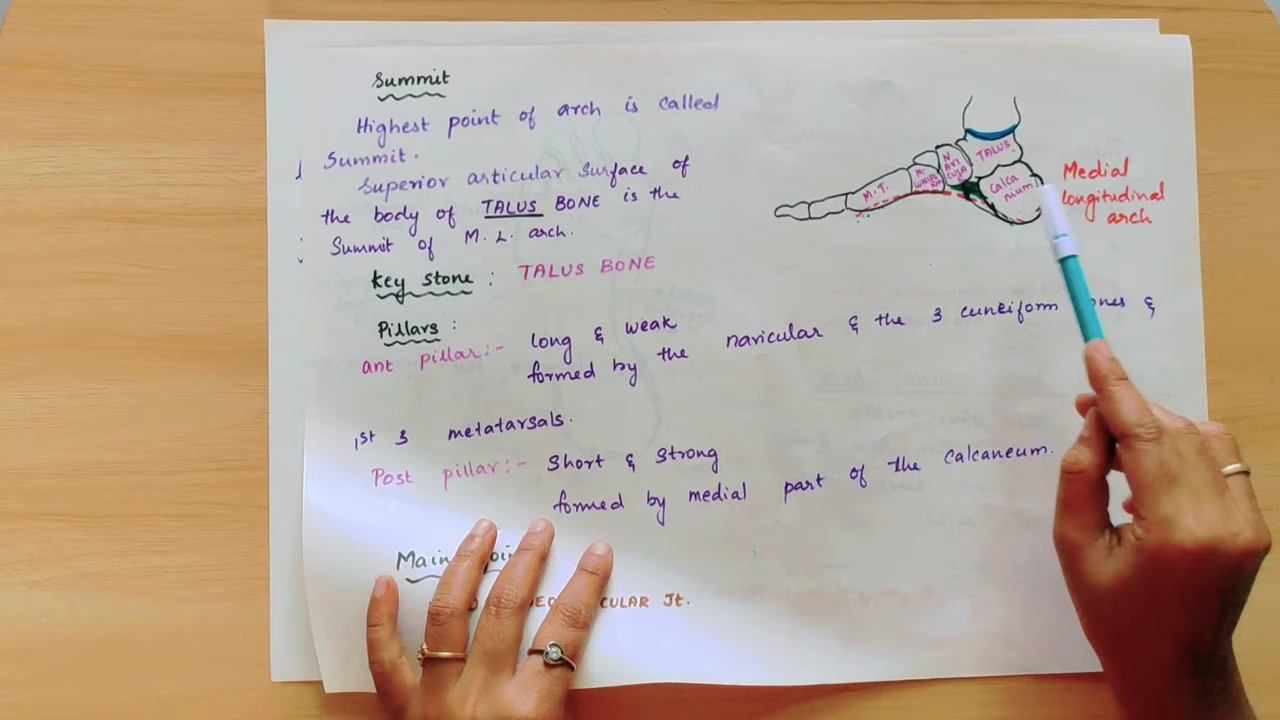 Summit
Highest point of arch is called
Summit.
Superior articular surface of
the body of TALUS BONE is the
Summit of M. L. arch.
Key stone : TALUS BONE
Pillars :
ant pillar:- long & weak
formed by the navicular & the 3 cuneiform &
1st 3 metatarsals.
Post pillar:- Short & strong
formed by medial part of the calcaneum.
Main
CULAR Jt.
TALUS
NAVICULAR
Calcanium
M.T.
Medial
longitudinal
arch